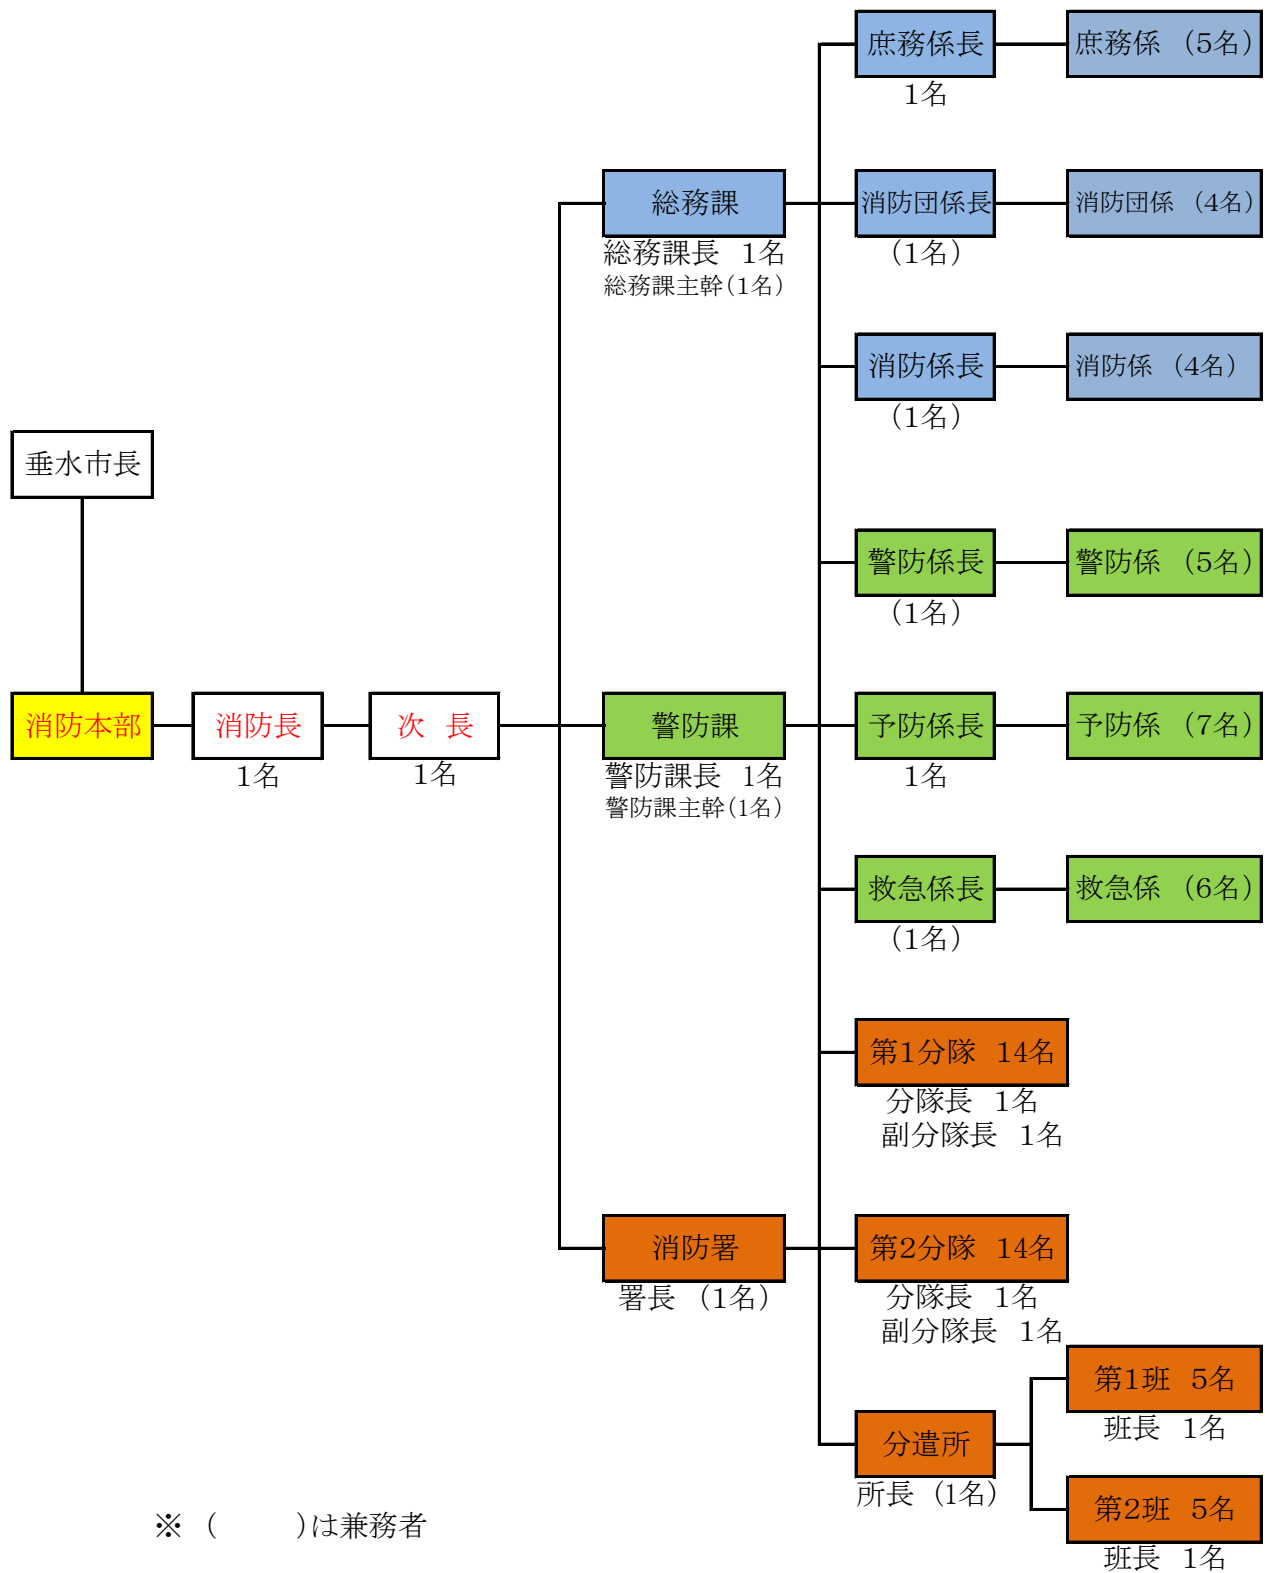 庶務係長
庶務係（5名）
1名
総務課
総務課長 1名
総務課主幹（1名）
消防団係長
消防団係（4名）
（1名）
消防係長
消防係（4名）
（1名）
垂水市長
警防係長
警防係（5名）
（1名）
消防本部
消防長
1名
次 長
1名
警防課
警防課長 1名
警防課主幹（1名）
予防係長
予防係（7名）
1名
救急係長
救急係（6名）
（1名）
第1分隊 14名
分隊長 1名
副分隊長 1名
消防署
署長（1名）
第2分隊 14名
分隊長 1名
副分隊長 1名
分遣所
所長（1名）
第1班 5名
班長 1名
第2班 5名
班長 1名
※（　　）は兼務者